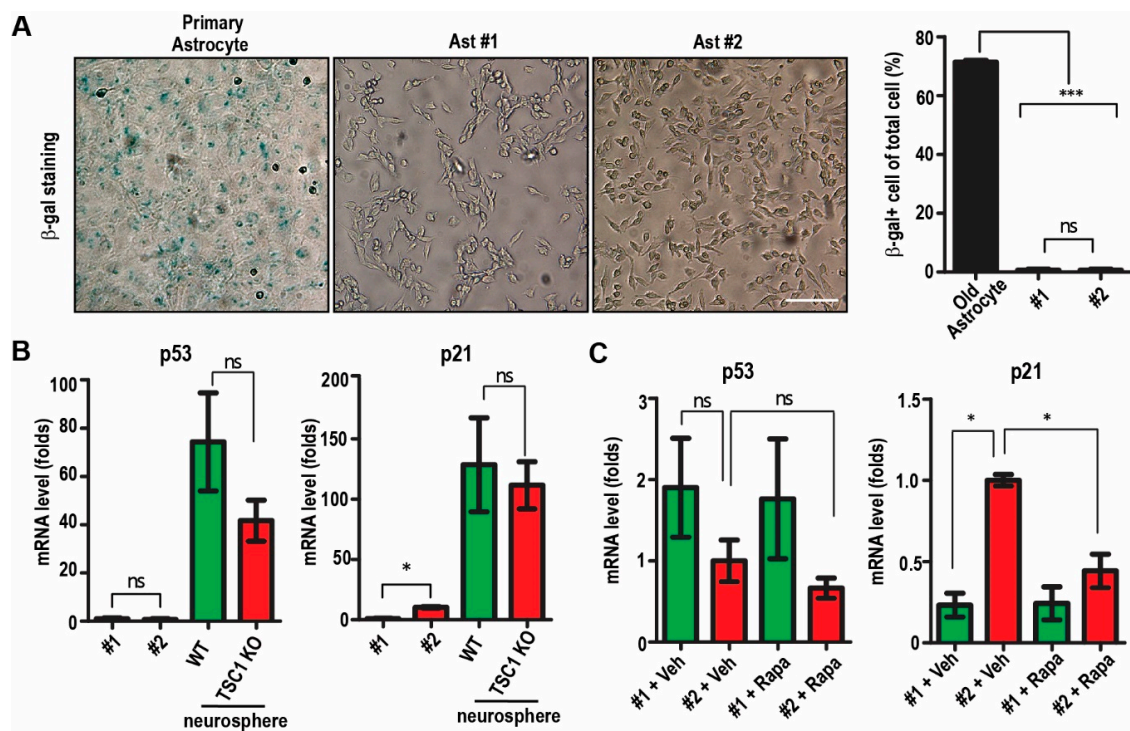 A
Primary
Astrocyte
Ast #1
Ast #2
β-gal staining
β-gal+ cell of total cell (%)
80
60
40
20
0
***
ns
Old
Astrocyte
#1
#2
B
p53
mRNA level (folds)
100
80
60
40
20
0
ns
ns
#1
#2
WT
TSC1 KO
neurosphere
p21
mRNA level (folds)
200
150
100
50
0
*
ns
#1
#2
WT
TSC1 KO
neurosphere
C
p53
mRNA level (folds)
3
2
1
0
ns
ns
#1 + Veh
#2 + Veh
#1 + Rapa
#2 + Rapa
p21
mRNA level (folds)
1.5
1.0
0.5
0
*
*
#1 + Veh
#2 + Veh
#1 + Rapa
#2 + Rapa